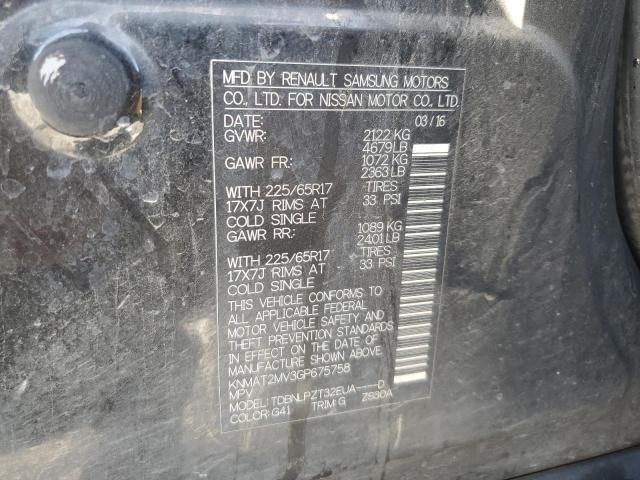 MFD BY RENAULT SAMSUNG MOTORS
CO., LTD. FOR NISSAN MOTOR CO., LTD.
DATE: 03/16
GVWR: 2122 KG
4679 LB
GAWR FR: 1072 KG
2363 LB
WITH 225/65R17 TIRES
17X7J RIMS AT 33 PSI
COLD SINGLE
GAWR RR: 1089 KG
2401 LB
WITH 225/65R17 TIRES
17X7J RIMS AT 33 PSI
COLD SINGLE
THIS VEHICLE CONFORMS TO
ALL APPLICABLE FEDERAL
MOTOR VEHICLE SAFETY AND
THEFT PREVENTION STANDARDS
IN EFFECT ON THE DATE OF
MANUFACTURE SHOWN ABOVE
KNMAT2MV3GP675758
MPV
MODEL: TDBNLPZT32EUA----D
COLOR: G41 TRIM: G Z930A